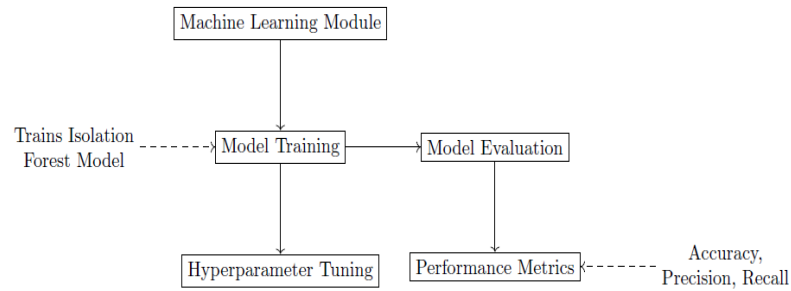 Machine Learning Module
Trains Isolation
Forest Model
Model Training
Model Evaluation
Hyperparameter Tuning
Performance Metrics
Accuracy,
Precision, Recall